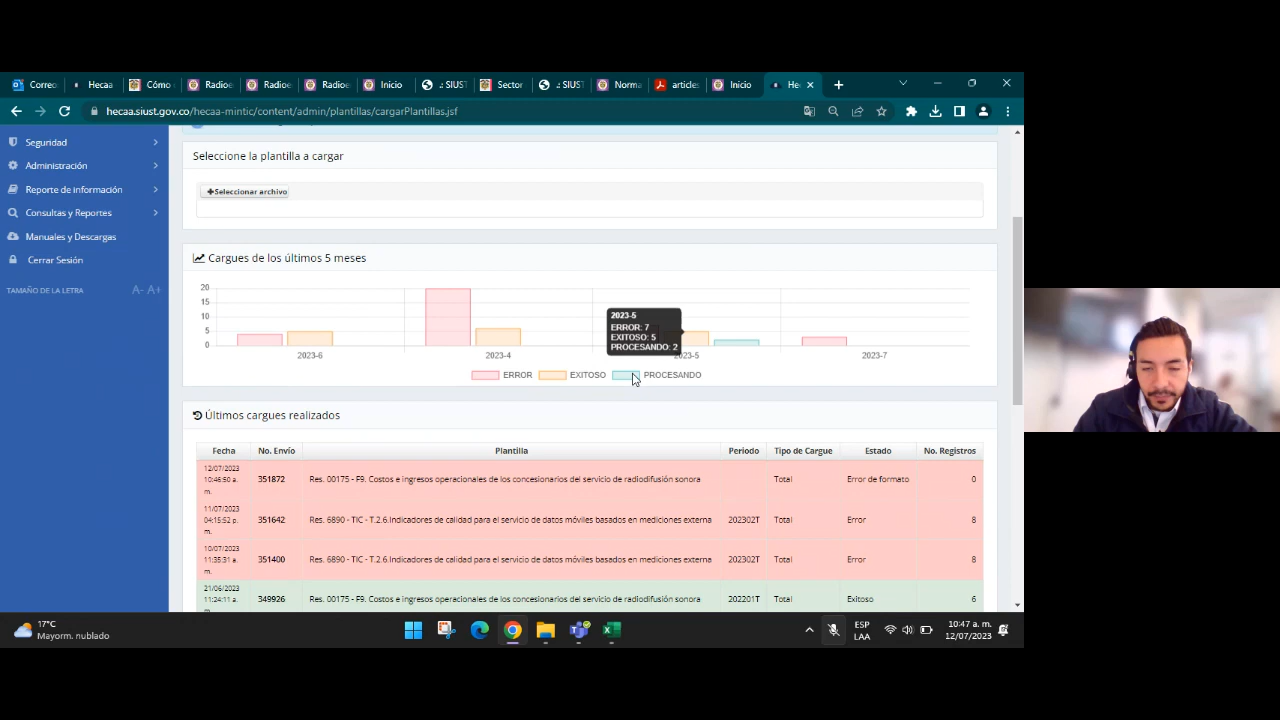 Correo
Hecaa
Cómo
Radioe
Radioe
Radioe
Inicio
.: SIUST
Sector
.: SIUST
Norma
articles
Inicio
Hec
hecaa.siust.gov.co/hecaa-mintic/content/admin/plantillas/cargarPlantillas.jsf
Seguridad
Administración
Reporte de información
Consultas y Reportes
Manuales y Descargas
Cerrar Sesión
TAMAÑO DE LA LETRA A- A+
Seleccione la plantilla a cargar
+Seleccionar archivo
Cargues de los últimos 5 meses
20
15
10
5
0
2023-6
2023-4
2023-5
2023-7
2023-5
ERROR: 7
EXITOSO: 5
PROCESANDO: 2
ERROR EXITOSO PROCESANDO
Últimos cargues realizados
Fecha No. Envío Plantilla Periodo Tipo de Cargue Estado No. Registros
12/07/2023 10:46:50 a. m. 351872 Res. 00175 - F9. Costos e ingresos operacionales de los concesionarios del servicio de radiodifusión sonora Total Error de formato 0
11/07/2023 04:15:52 p. m. 351642 Res. 6890 - TIC - T.2.6.Indicadores de calidad para el servicio de datos móviles basados en mediciones externa 202302T Total Error 8
10/07/2023 11:35:31 a. m. 351400 Res. 6890 - TIC - T.2.6.Indicadores de calidad para el servicio de datos móviles basados en mediciones externa 202302T Total Error 8
21/06/2023 11:24:11 a. m. 349926 Res. 00175 - F9. Costos e ingresos operacionales de los concesionarios del servicio de radiodifusión sonora 202201T Total Exitoso 6
17°C
Mayorm. nublado
ESP
LAA
10:47 a. m.
12/07/2023